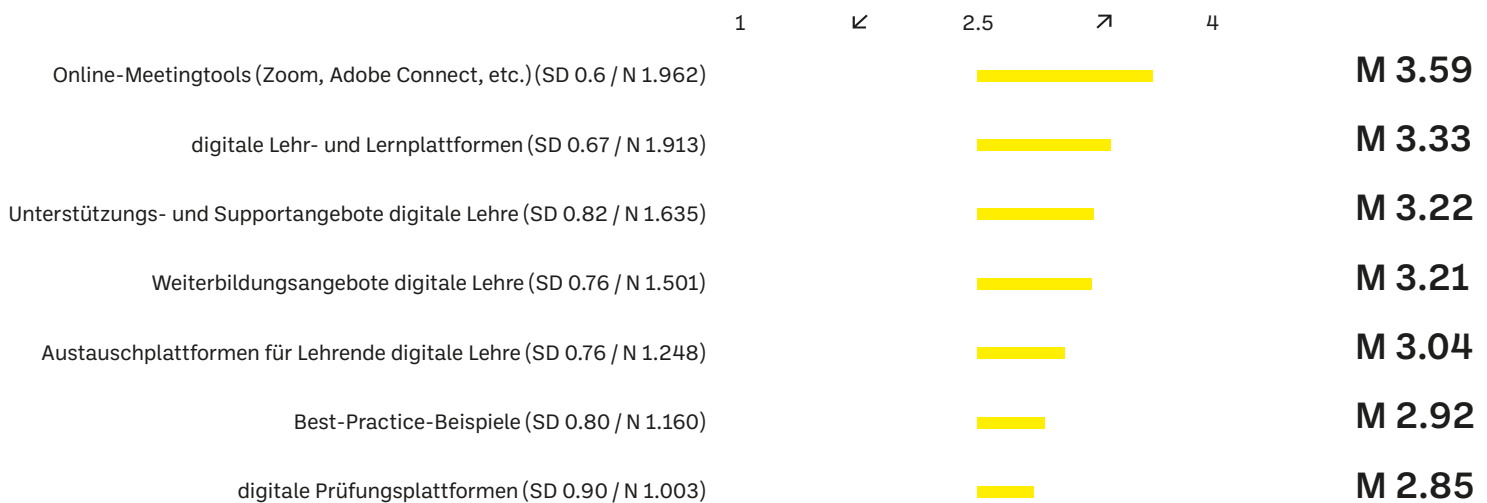 1 ↙ 2.5 ↗ 4
Online-Meetingtools (Zoom, Adobe Connect, etc.) (SD 0.6 / N 1.962) M 3.59
digitale Lehr- und Lernplattformen (SD 0.67 / N 1.913) M 3.33
Unterstützungs- und Supportangebote digitale Lehre (SD 0.82 / N 1.635) M 3.22
Weiterbildungsangebote digitale Lehre (SD 0.76 / N 1.501) M 3.21
Austauschplattformen für Lehrende digitale Lehre (SD 0.76 / N 1.248) M 3.04
Best-Practice-Beispiele (SD 0.80 / N 1.160) M 2.92
digitale Prüfungsplattformen (SD 0.90 / N 1.003) M 2.85